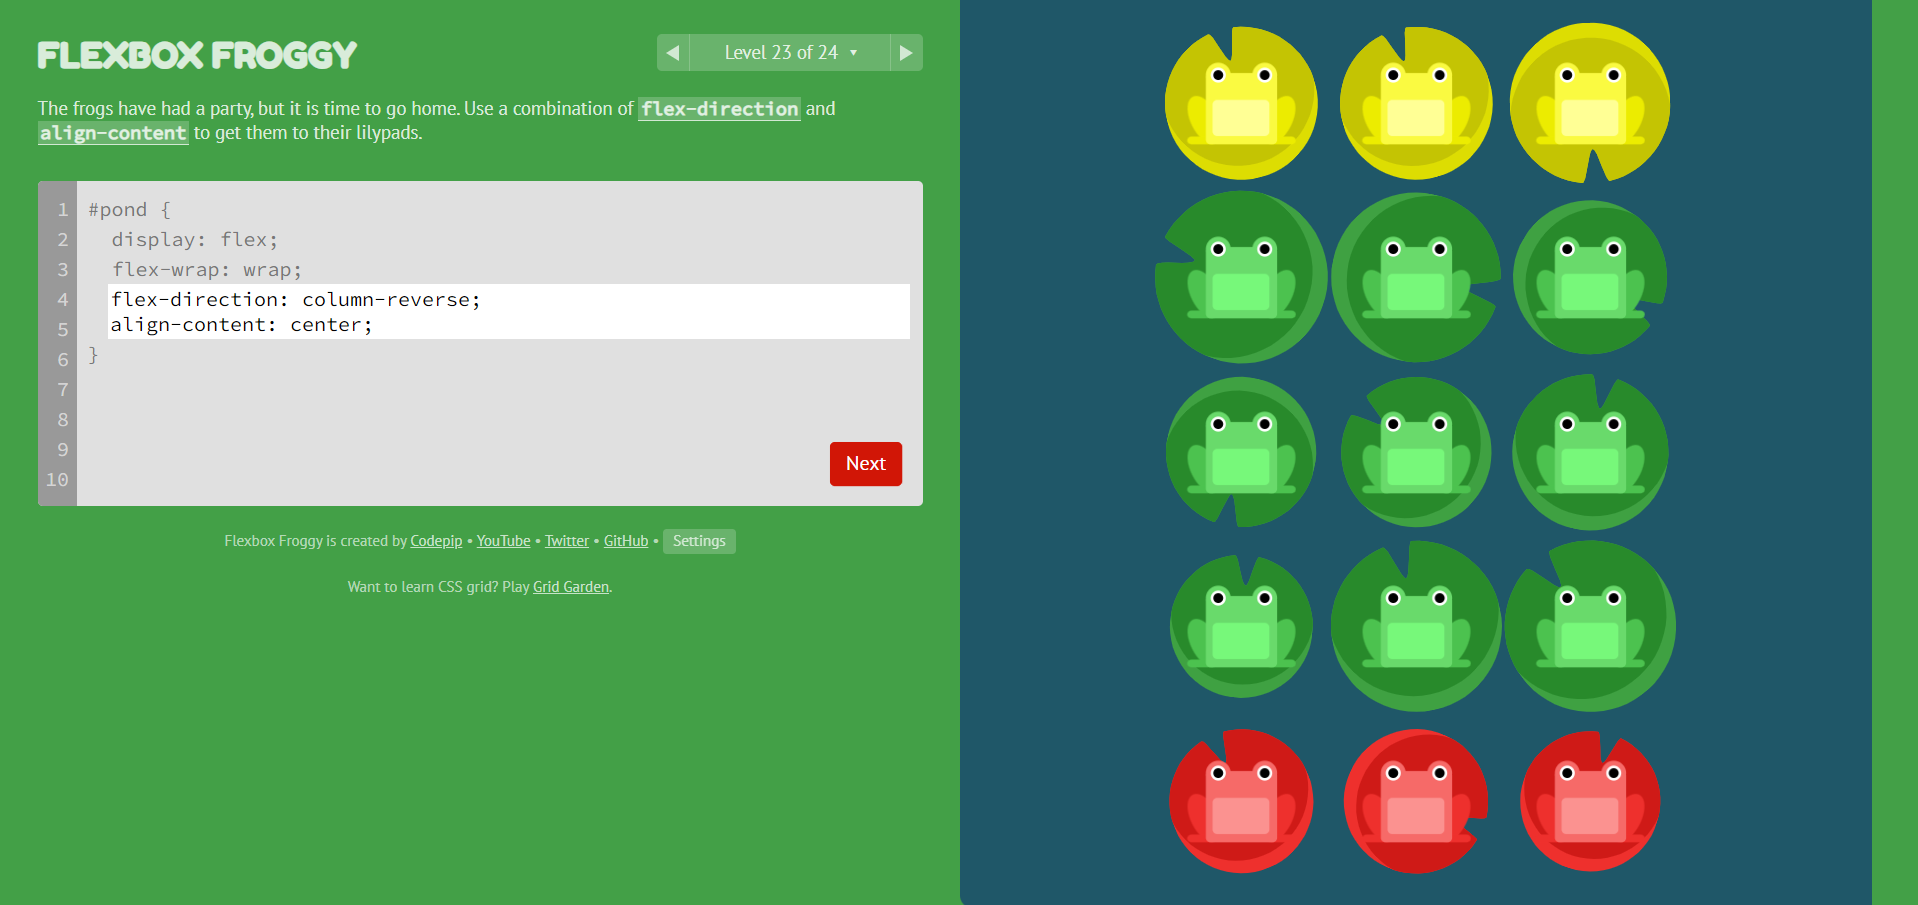 FLEXBOX FROGGY
◀ Level 23 of 24 ▼ ▶
The frogs have had a party, but it is time to go home. Use a combination of flex-direction and
align-content to get them to their lilypads.
1 #pond {
2 display: flex;
3 flex-wrap: wrap;
4 flex-direction: column-reverse;
5 align-content: center;
6 }
7
8
9
10
Next
Flexbox Froggy is created by Codepip • YouTube • Twitter • GitHub • Settings
Want to learn CSS grid? Play Grid Garden.